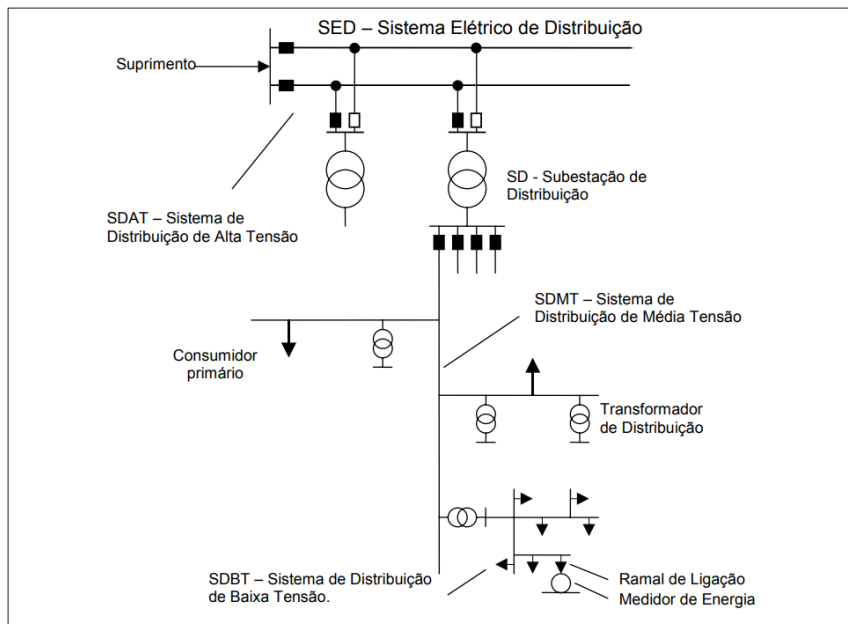 SED – Sistema Elétrico de Distribuição
Suprimento
SD - Subestação de
Distribuição
SDAT – Sistema de
Distribuição de Alta Tensão
SDMT – Sistema de
Distribuição de Média Tensão
Consumidor
primário
Transformador
de Distribuição
SDBT – Sistema de Distribuição
de Baixa Tensão.
Ramal de Ligação
Medidor de Energia